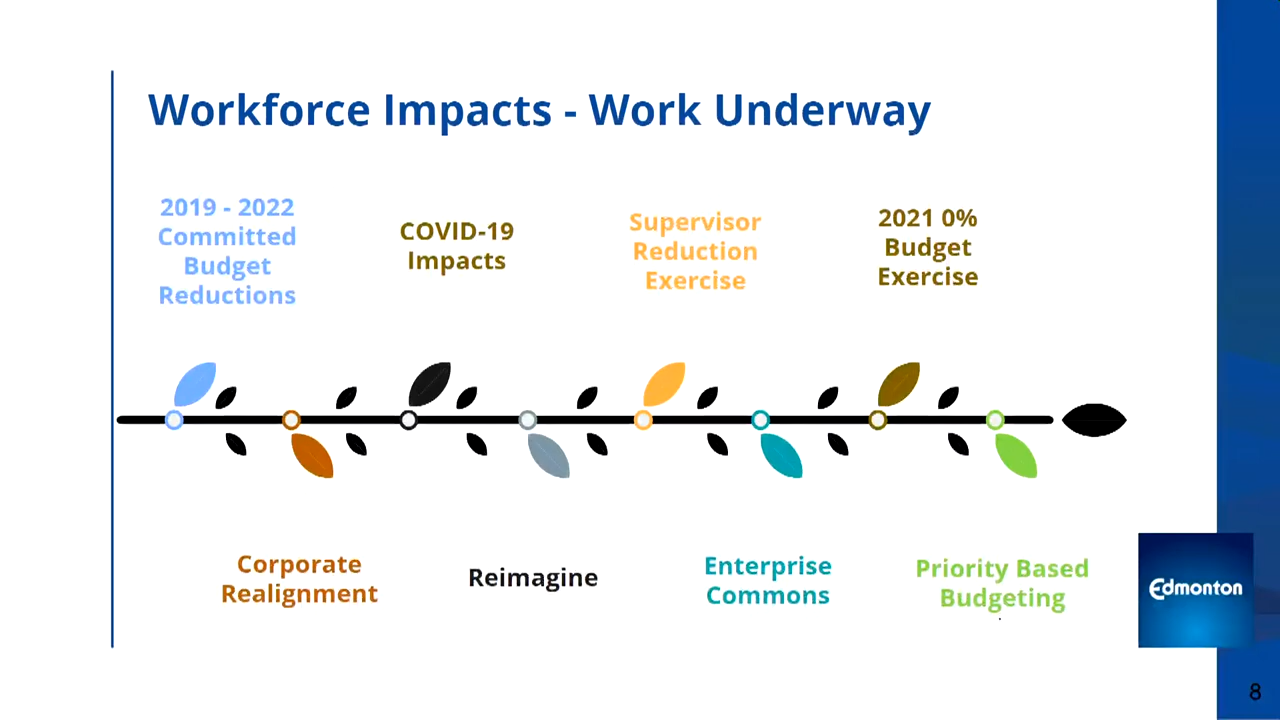 Workforce Impacts - Work Underway
2019 - 2022
Committed
Budget
Reductions
COVID-19
Impacts
Supervisor
Reduction
Exercise
2021 0%
Budget
Exercise
Corporate
Realignment
Reimagine
Enterprise
Commons
Priority Based
Budgeting
Edmonton
8